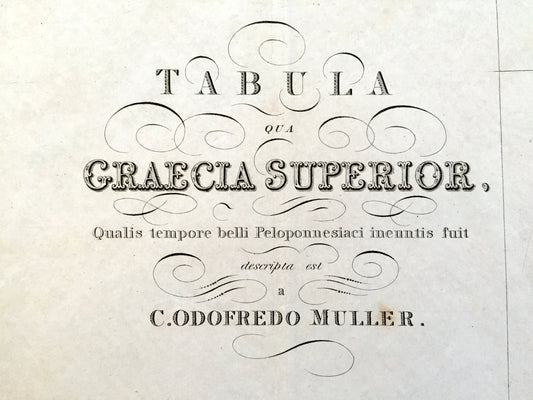 TABULA
QUA
GRAECIA SUPERIOR,
Qualis tempore belli Peloponnesiaci ineuntis fuit
descripta est
a
C.ODOFREDO MULLER.